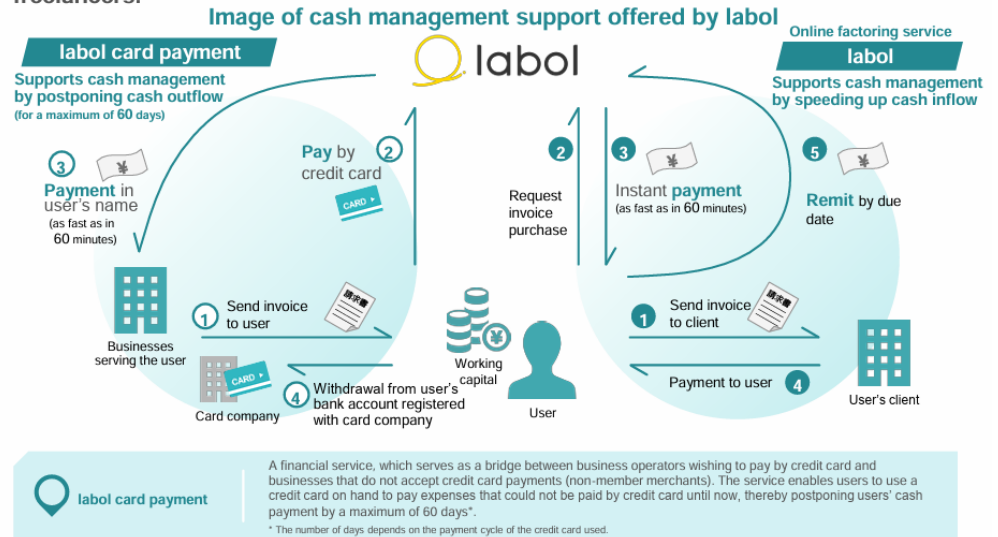 freelancers.
Image of cash management support offered by labol
labol card payment
Supports cash management
by postponing cash outflow
(for a maximum of 60 days)
labol
Online factoring service
labol
Supports cash management
by speeding up cash inflow
3
¥
Payment in
user's name
(as fast as in
60 minutes)
Pay by
credit card
2
CARD
2
Request
invoice
purchase
3
¥
Instant payment
(as fast as in 60 minutes)
5
¥
Remit by due
date
Businesses
serving the user
1
Send invoice
to user
請求書
CARD
Card company
4
Withdrawal from user's
bank account registered
with card company
¥
Working
capital
User
1
Send invoice
to client
請求書
Payment to user
4
User's client
labol card payment
A financial service, which serves as a bridge between business operators wishing to pay by credit card and
businesses that do not accept credit card payments (non-member merchants). The service enables users to use a
credit card on hand to pay expenses that could not be paid by credit card until now, thereby postponing users' cash
payment by a maximum of 60 days*.
* The number of days depends on the payment cycle of the credit card used.